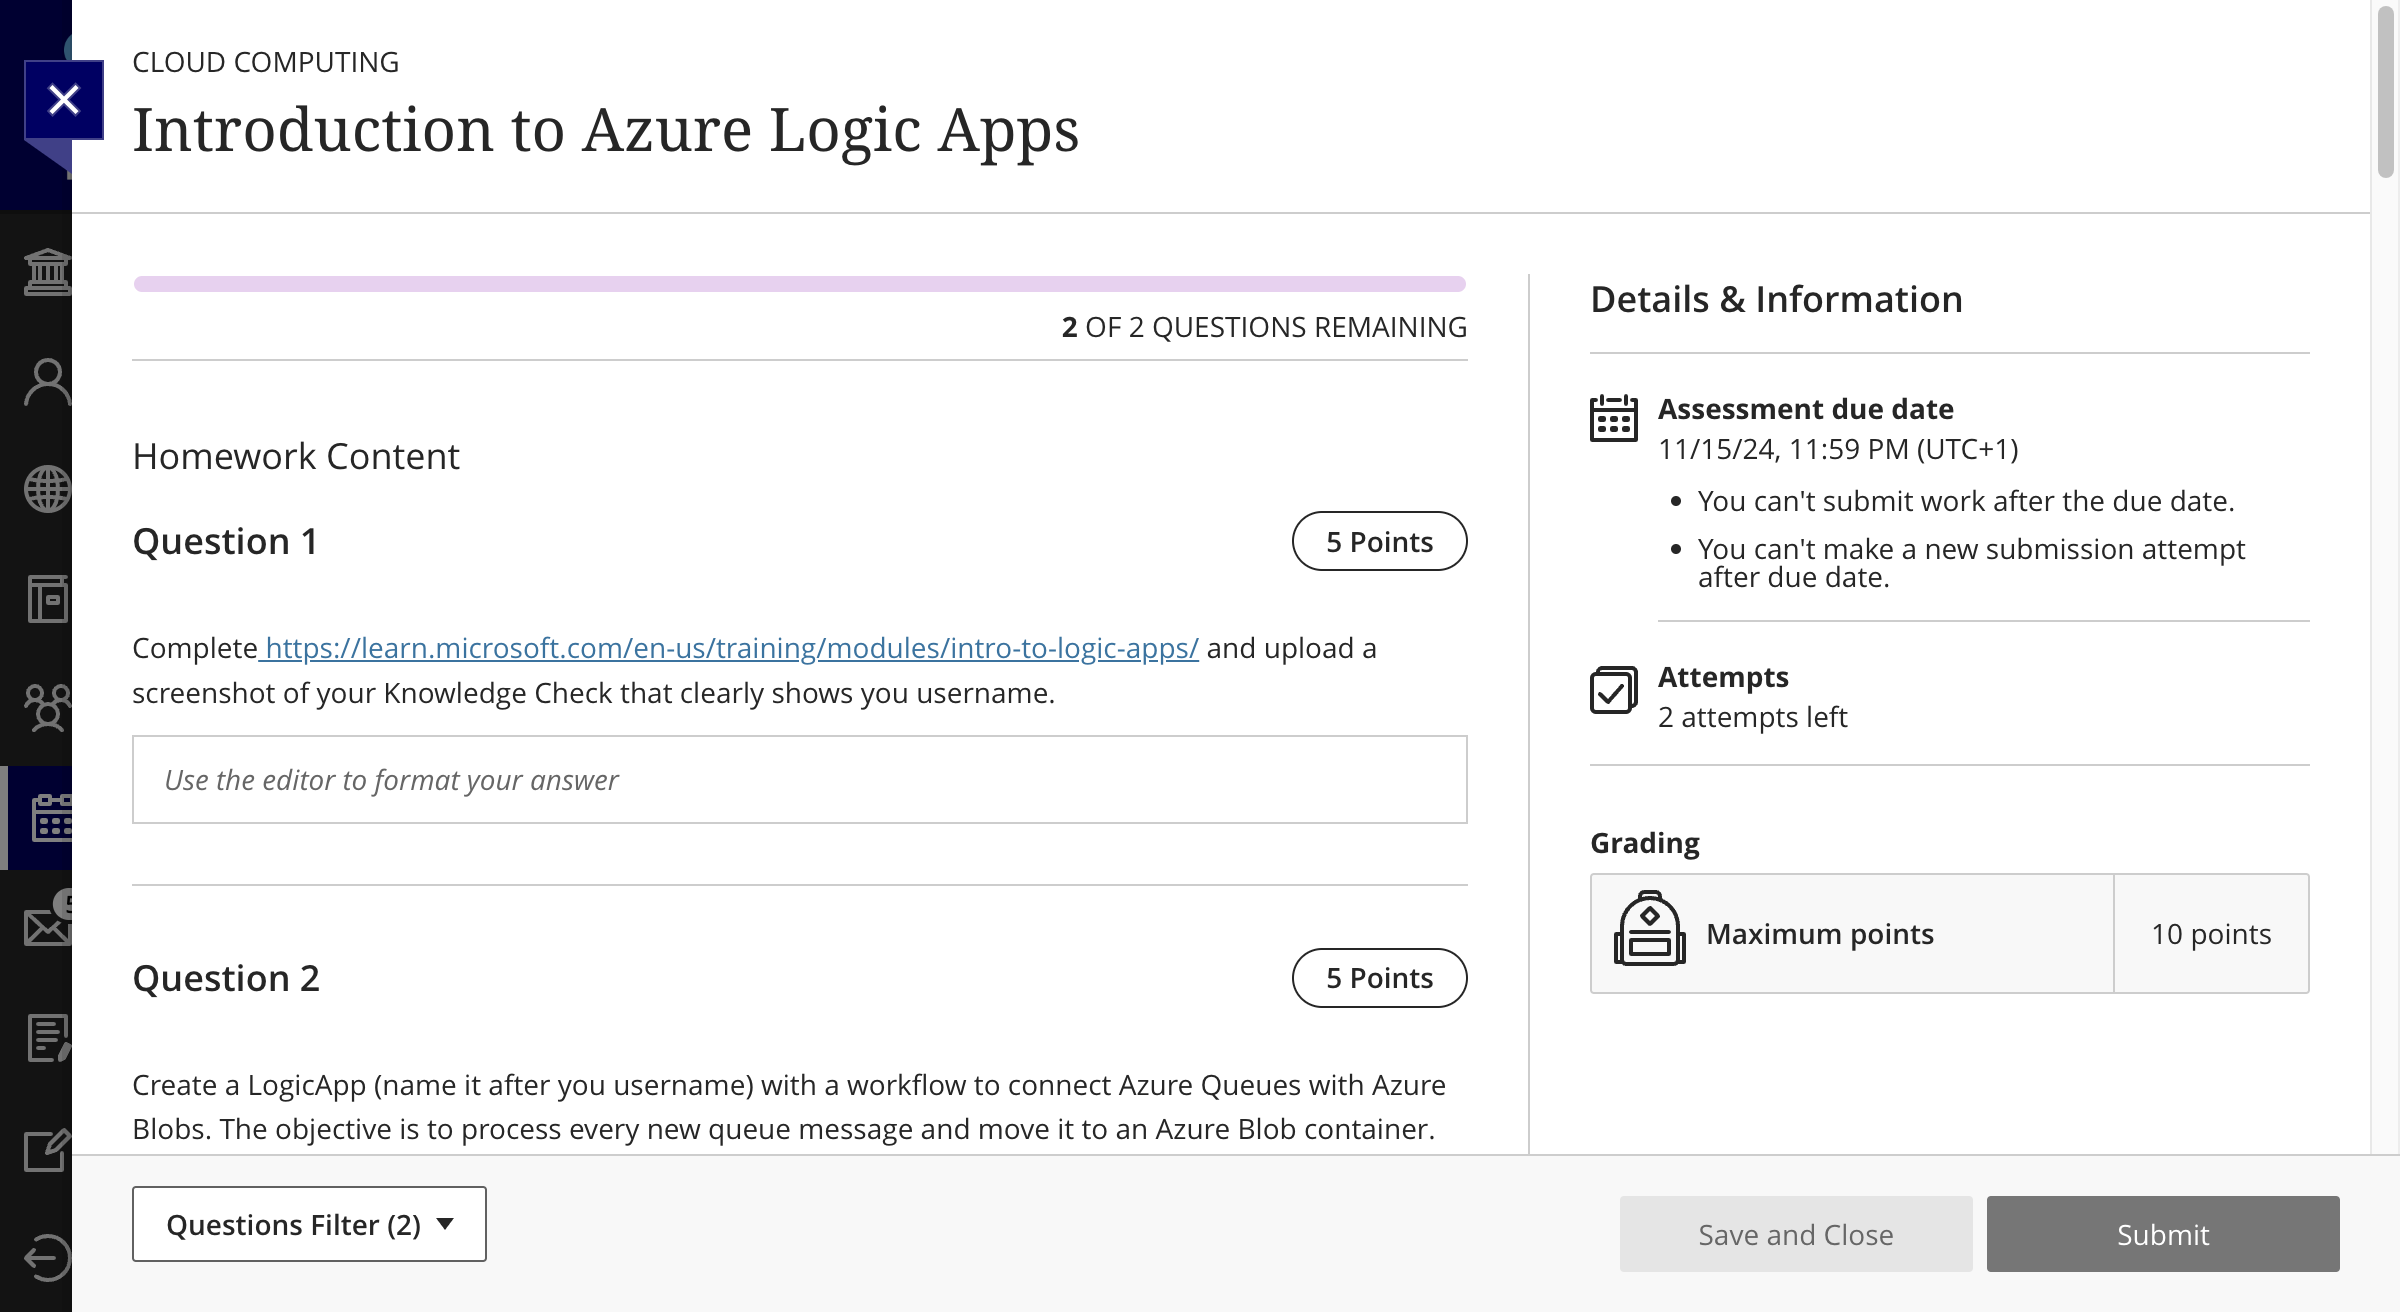 CLOUD COMPUTING
Introduction to Azure Logic Apps
2 OF 2 QUESTIONS REMAINING
Homework Content
Question 1
5 Points
Complete https://learn.microsoft.com/en-us/training/modules/intro-to-logic-apps/ and upload a
screenshot of your Knowledge Check that clearly shows you username.
Use the editor to format your answer
Question 2
5 Points
Create a LogicApp (name it after you username) with a workflow to connect Azure Queues with Azure
Blobs. The objective is to process every new queue message and move it to an Azure Blob container.
Details & Information
Assessment due date
11/15/24, 11:59 PM (UTC+1)
• You can't submit work after the due date.
• You can't make a new submission attempt
after due date.
Attempts
2 attempts left
Grading
Maximum points
10 points
Questions Filter (2)
Save and Close
Submit